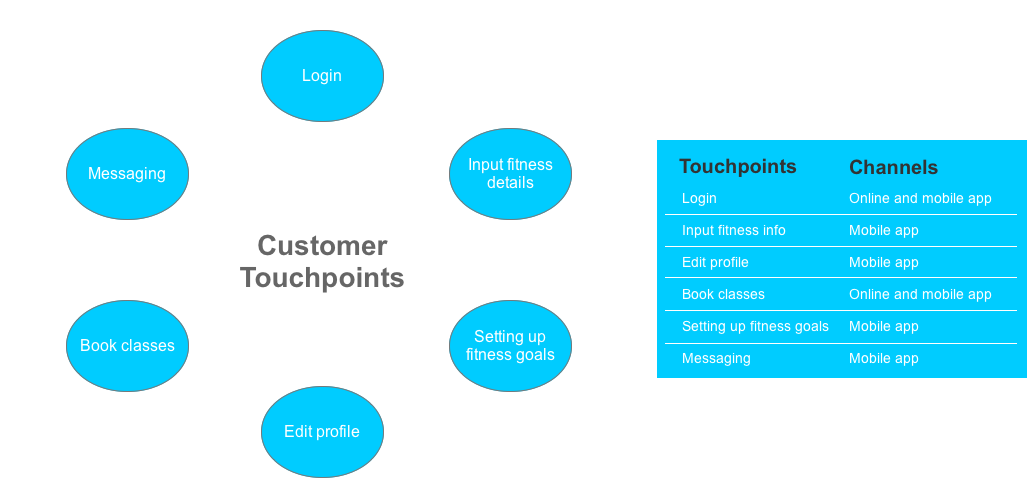 Login
Messaging
Input fitness
details
Customer
Touchpoints
Book classes
Setting up
fitness goals
Edit profile
Touchpoints Channels
Login Online and mobile app
Input fitness info Mobile app
Edit profile Mobile app
Book classes Online and mobile app
Setting up fitness goals Mobile app
Messaging Mobile app